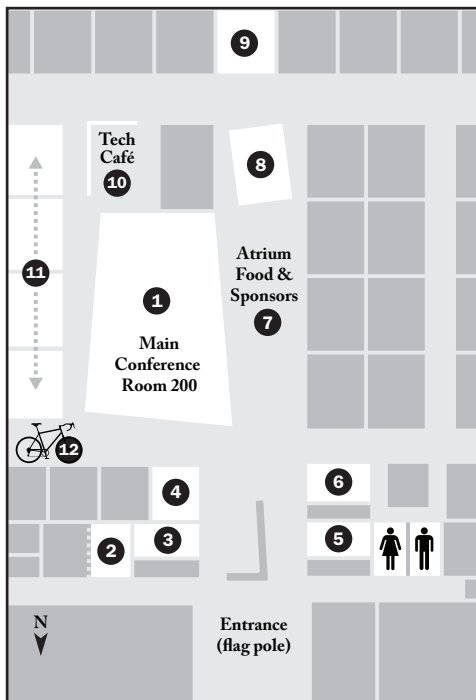 9
Tech
Café
10
8
11
1
Atrium
Food &
Sponsors
7
Main
Conference
Room 200
12
4
6
3
5
2
N
Entrance
(flag pole)